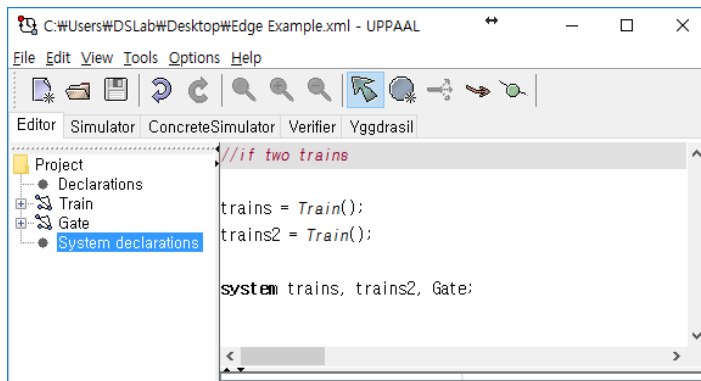 C:₩Users₩DSLab₩Desktop₩Edge Example.xml - UPPAAL
File Edit View Tools Options Help
Editor Simulator ConcreteSimulator Verifier Yggdrasil
Project
Declarations
Train
Gate
System declarations
//if two trains
trains = Train();
trains2 = Train();
system trains, trains2, Gate;